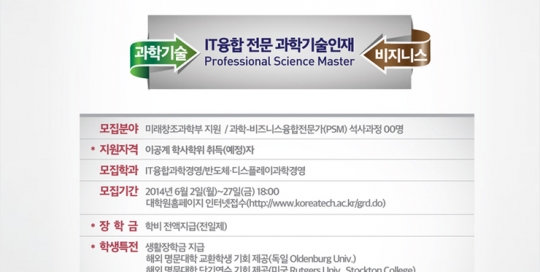 과학기술
IT융합 전문 과학기술인재
Professional Science Master
비지니스
모집분야 미래창조과학부 지원 / 과학-비즈니스융합전문가(PSM) 석사과정 00명
* 지원자격 이공계 학사학위 취득(예정)자
모집학과 IT융합과학경영/반도체·디스플레이과학경영
모집기간 2014년 6월 2일(월)~27일(금) 18:00
대학원홈페이지 인터넷접수(http://www.koreatech.ac.kr/grd.do)
* 장 학 금 학비 전액지급(전일제)
* 학생특전 생활장학금 지급
해외 명문대학 교환학생 기회 제공(독일 Oldenburg Univ.)
해외 명문대학 단기연수 기회 제공(미국 Rutgers Univ., Stockton College)